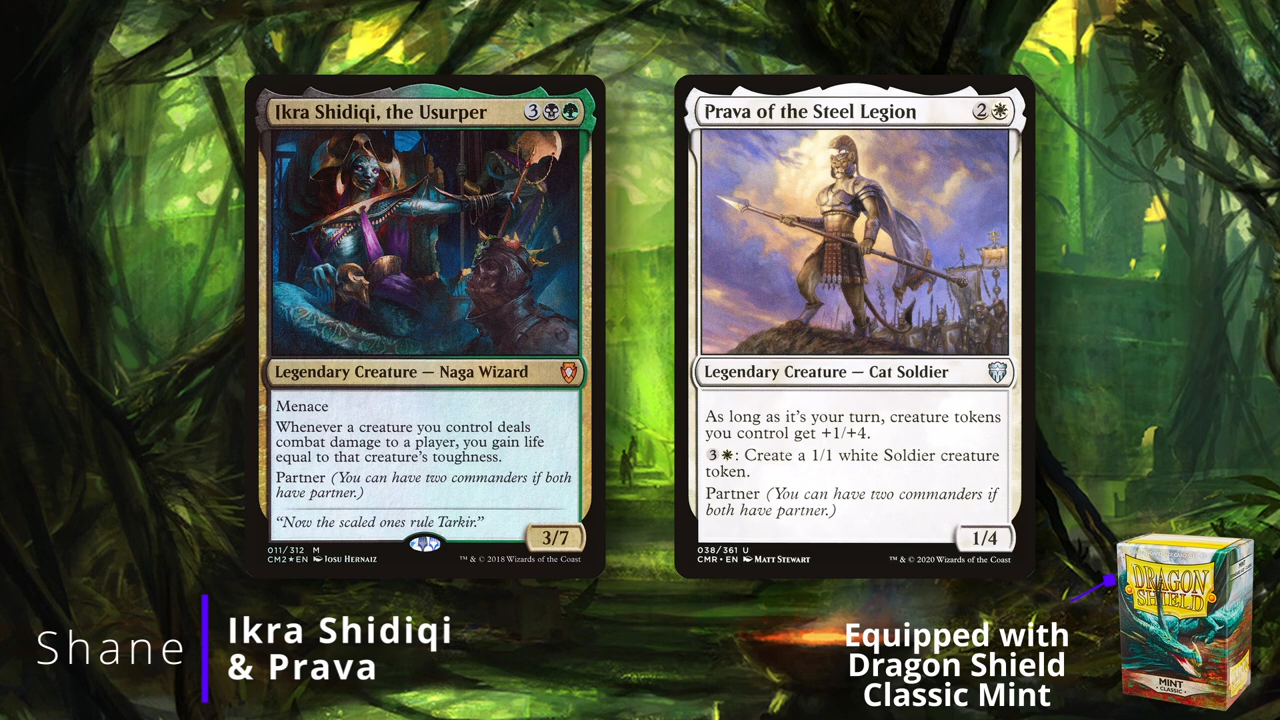 Ikra Shidiqi, the Usurper 3
Legendary Creature — Naga Wizard
Menace
Whenever a creature you control deals
combat damage to a player, you gain life
equal to that creature's toughness.
Partner (You can have two commanders if both
have partner.)
"Now the scaled ones rule Tarkir."
3/7
011/312 M
CM2 ★ EN Iosu Hernaiz
™ & © 2018 Wizards of the Coast
Prava of the Steel Legion 2
Legendary Creature — Cat Soldier
As long as it's your turn, creature tokens
you control get +1/+4.
3 : Create a 1/1 white Soldier creature
token.
Partner (You can have two commanders if
both have partner.)
1/4
038/361 U
CMR • EN Matt Stewart
™ & © 2020 Wizards of the Coast
Shane
Ikra Shidiqi
& Prava
Equipped with
Dragon Shield
Classic Mint
DRAGON
SHIELD
MINT
• CLASSIC •